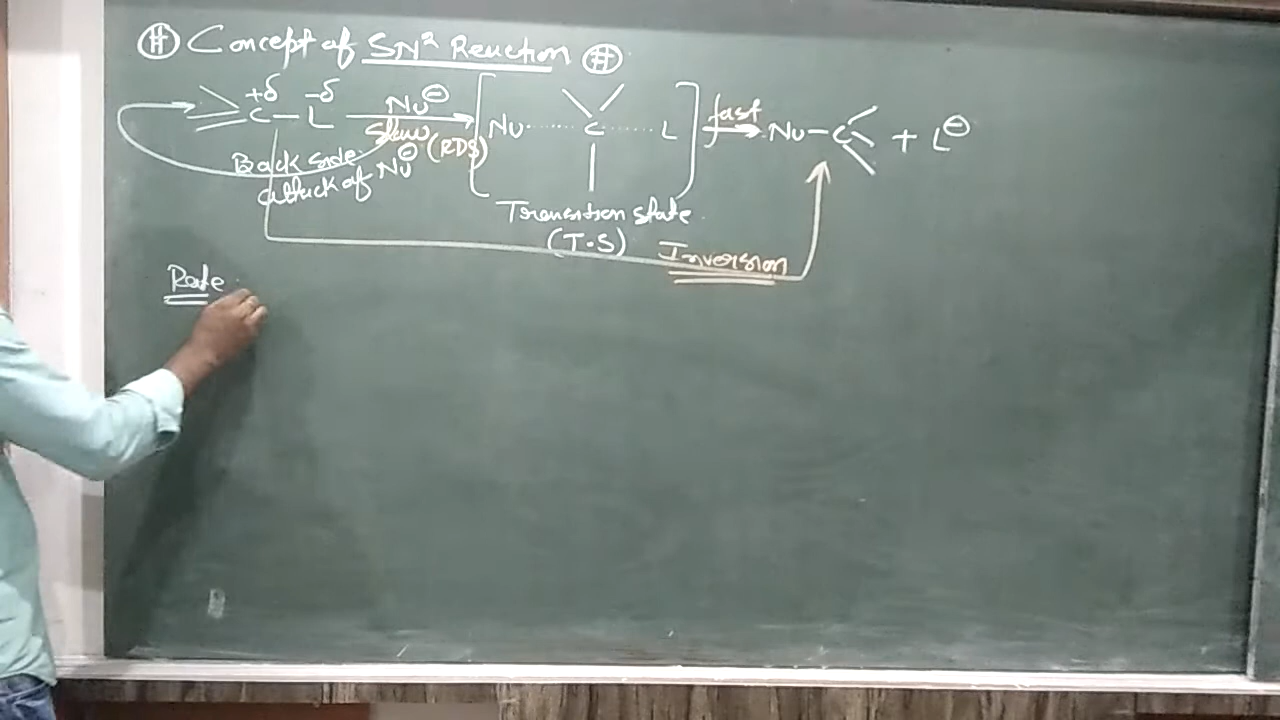 # Concept of SN² Reaction #
+δ -δ
C-L Nu⊖ slow (RDS) [Nu······C······L] fast Nu-C + L⊖
Back side
attack of Nu⊖
Transition state
(T.S)
Inversion
Rate